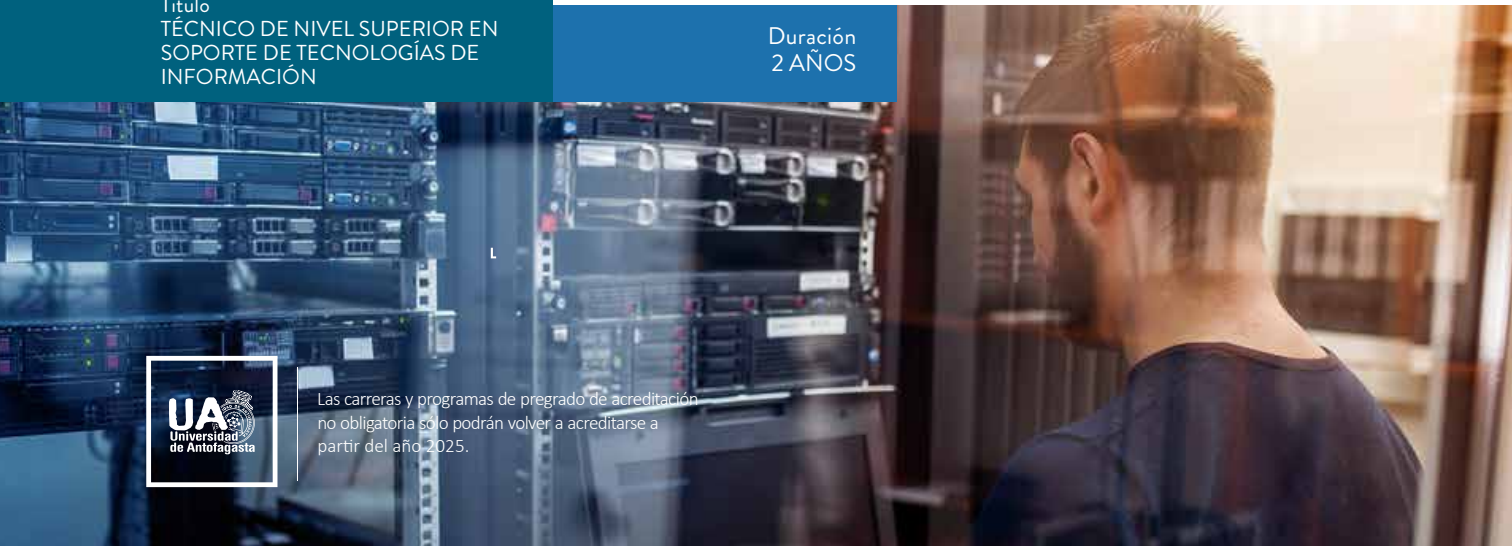 Título
TÉCNICO DE NIVEL SUPERIOR EN
SOPORTE DE TECNOLOGÍAS DE
INFORMACIÓN
Duración
2 AÑOS
L
UA
Universidad
de Antofagasta
Las carreras y programas de pregrado de acreditación
no obligatoria sólo podrán volver a acreditarse a
partir del año 2025.